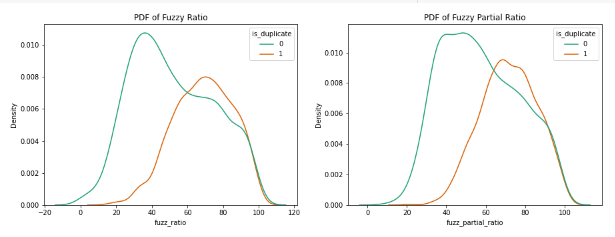 PDF of Fuzzy Ratio
is_duplicate
0
1
0.010
0.008
0.006
0.004
0.002
0.000
Density
−20 0 20 40 60 80 100 120
fuzz_ratio
PDF of Fuzzy Partial Ratio
is_duplicate
0
1
0.010
0.008
0.006
0.004
0.002
0.000
Density
0 20 40 60 80 100
fuzz_partial_ratio